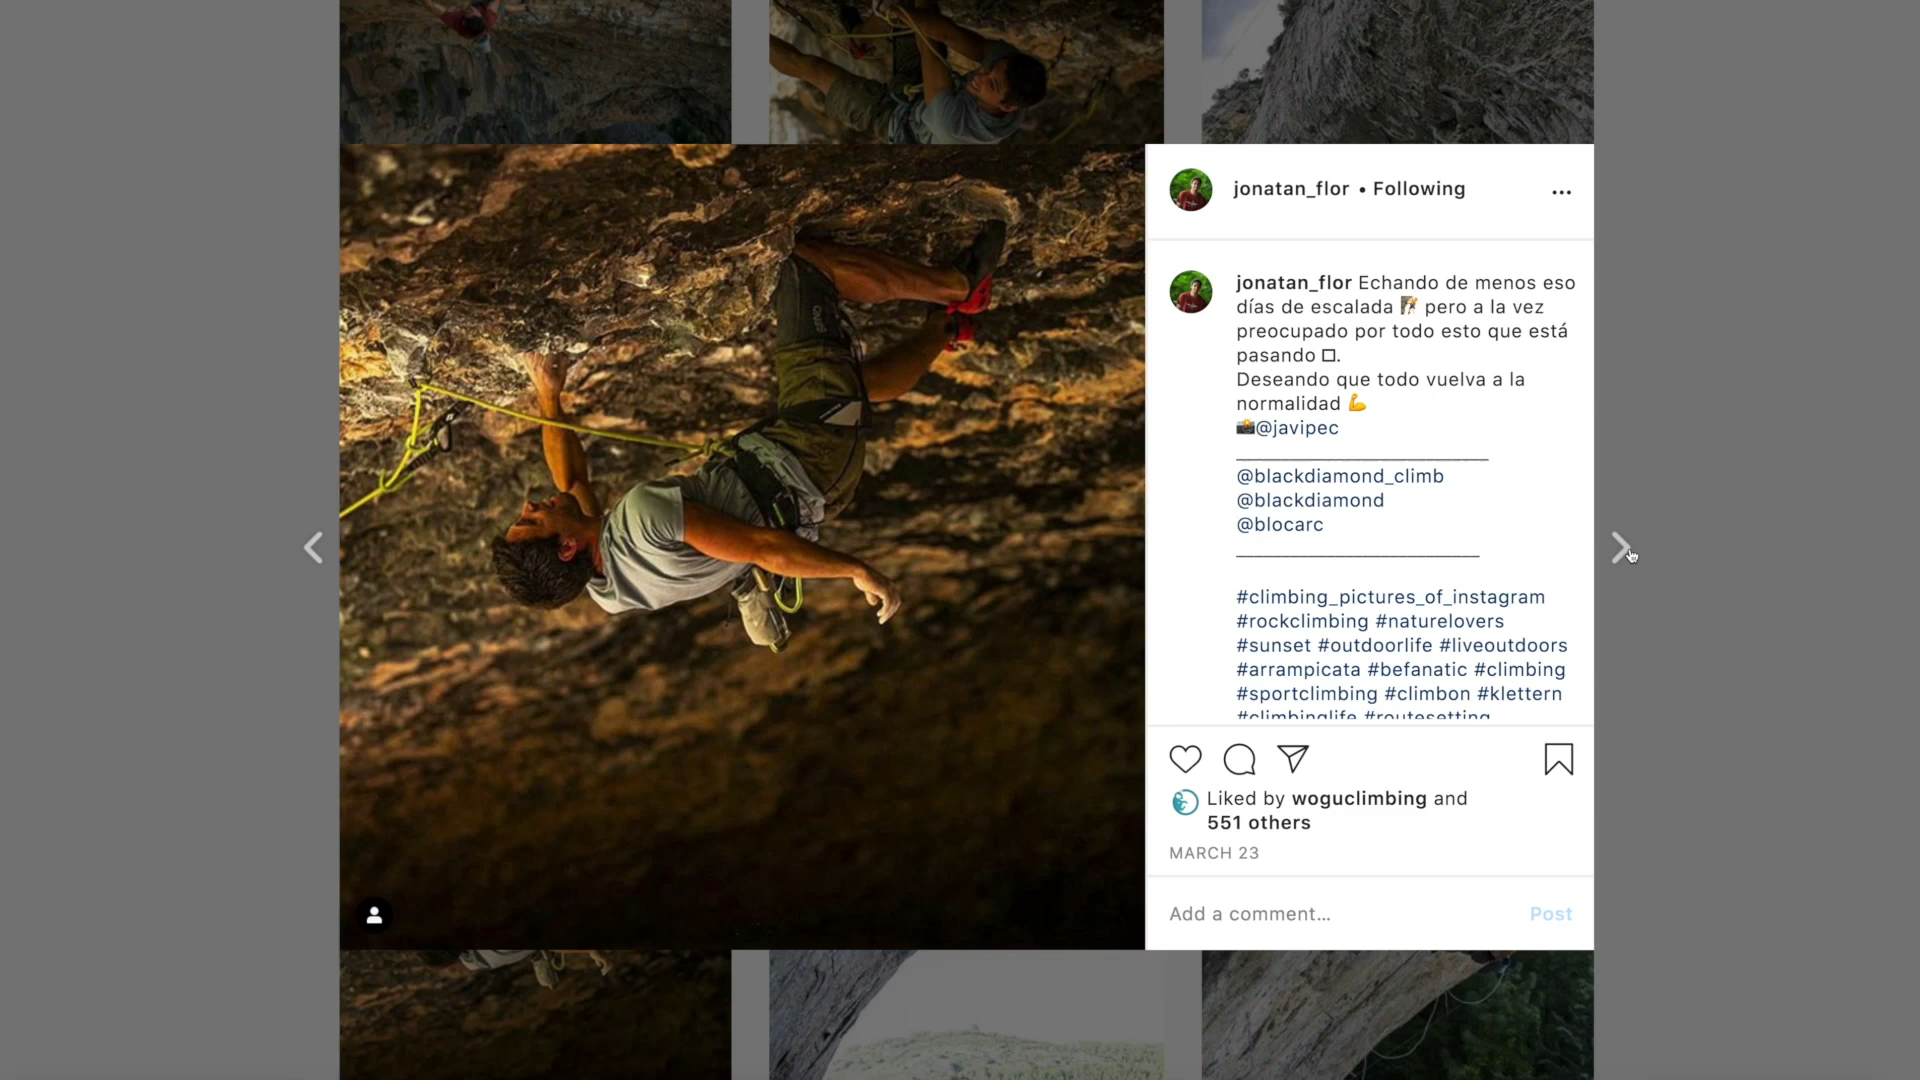 jonatan_flor • Following
jonatan_flor Echando de menos eso
días de escalada 🧗 pero a la vez
preocupado por todo esto que está
pasando □.
Deseando que todo vuelva a la
normalidad 💪
📸@javipec
@blackdiamond_climb
@blackdiamond
@blocarc
#climbing_pictures_of_instagram
#rockclimbing #naturelovers
#sunset #outdoorlife #liveoutdoors
#arrampicata #befanatic #climbing
#sportclimbing #climbon #klettern
#climbinglife #routesetting
Liked by woguclimbing and
551 others
MARCH 23
Add a comment...
Post